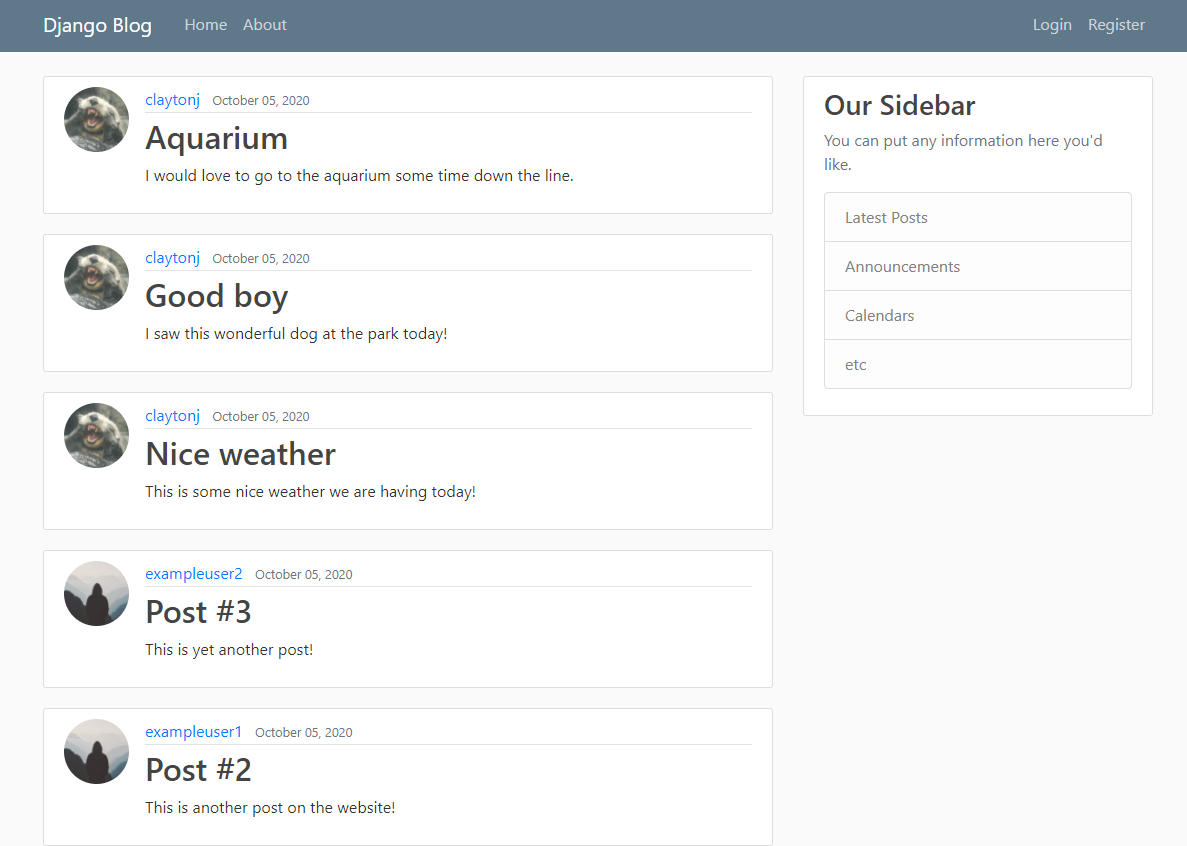 Django Blog Home About Login Register
claytonj October 05, 2020
Aquarium
I would love to go to the aquarium some time down the line.
claytonj October 05, 2020
Good boy
I saw this wonderful dog at the park today!
claytonj October 05, 2020
Nice weather
This is some nice weather we are having today!
exampleuser2 October 05, 2020
Post #3
This is yet another post!
exampleuser1 October 05, 2020
Post #2
This is another post on the website!
Our Sidebar
You can put any information here you'd
like.
Latest Posts
Announcements
Calendars
etc